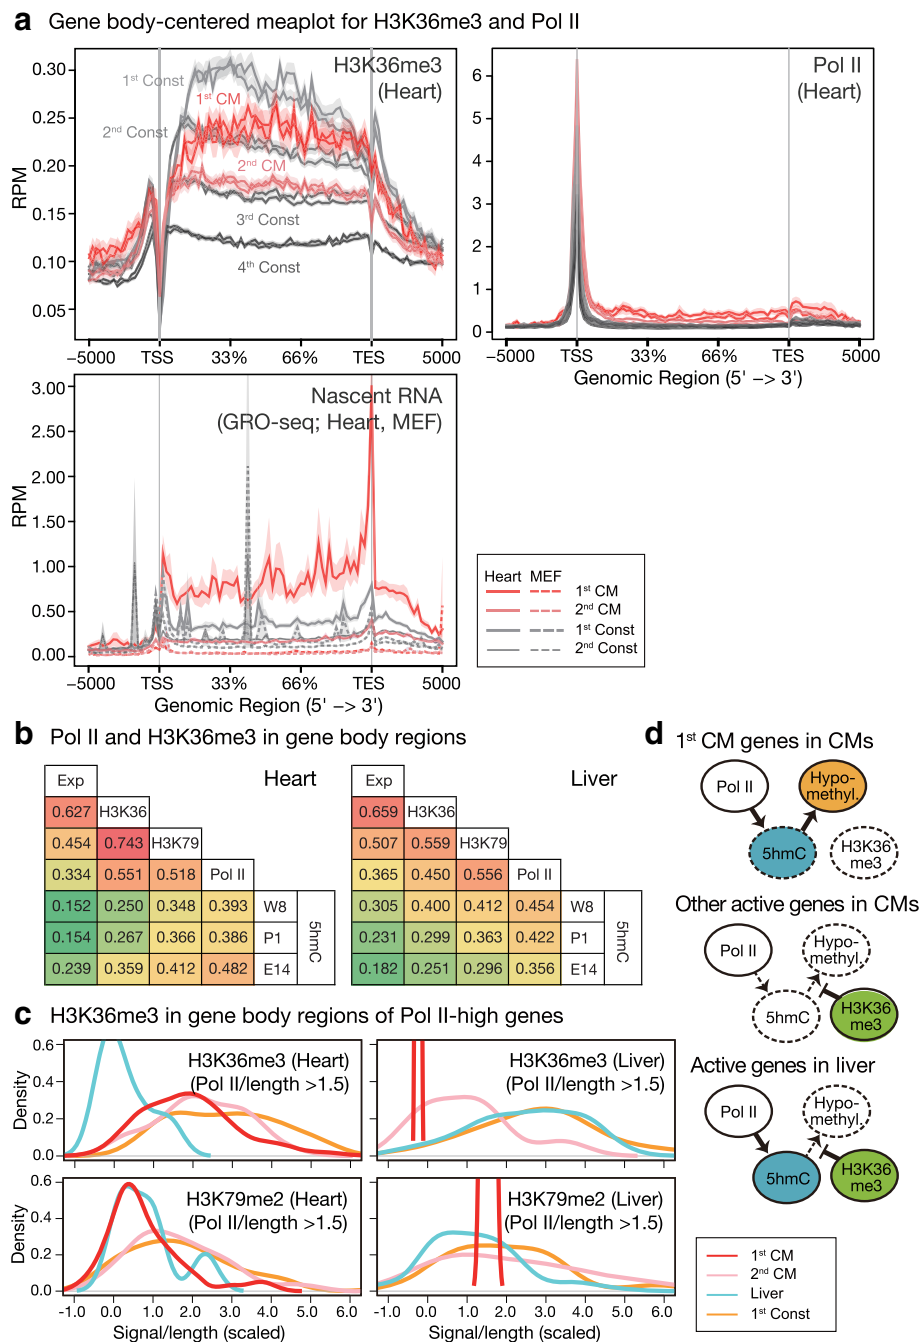 a Gene body-centered meaplot for H3K36me3 and Pol II
H3K36me3
(Heart)
1st Const
1st CM
2nd Const
2nd CM
3rd Const
4th Const
RPM
0.30
0.25
0.20
0.15
0.10
0.05
−5000 TSS 33% 66% TES 5000
Pol II
(Heart)
6
5
4
3
2
1
0
−5000 TSS 33% 66% TES 5000
Genomic Region (5' −> 3')
Nascent RNA
(GRO-seq; Heart, MEF)
RPM
3.00
2.50
2.00
1.50
1.00
0.50
0.00
−5000 TSS 33% 66% TES 5000
Genomic Region (5' −> 3')
Heart MEF
1st CM
2nd CM
1st Const
2nd Const
b Pol II and H3K36me3 in gene body regions
Heart
Exp
0.627 H3K36
0.454 0.743 H3K79
0.334 0.551 0.518 Pol II
0.152 0.250 0.348 0.393 W8
0.154 0.267 0.366 0.386 P1
0.239 0.359 0.412 0.482 E14
5hmC
Liver
Exp
0.659 H3K36
0.507 0.559 H3K79
0.365 0.450 0.556 Pol II
0.305 0.400 0.412 0.454 W8
0.231 0.299 0.363 0.422 P1
0.182 0.251 0.296 0.356 E14
5hmC
c H3K36me3 in gene body regions of Pol II-high genes
H3K36me3 (Heart)
(Pol II/length >1.5)
Density
0.6
0.4
0.2
0.0
H3K36me3 (Liver)
(Pol II/length >1.5)
H3K79me2 (Heart)
(Pol II/length >1.5)
Density
0.6
0.4
0.2
0.0
-1.0 0.0 1.0 2.0 3.0 4.0 5.0 6.0
Signal/length (scaled)
H3K79me2 (Liver)
(Pol II/length >1.5)
-1.0 0.0 1.0 2.0 3.0 4.0 5.0 6.0
Signal/length (scaled)
d 1st CM genes in CMs
Pol II
Hypo-
methyl.
5hmC
H3K36
me3
Other active genes in CMs
Pol II
Hypo-
methyl.
5hmC
H3K36
me3
Active genes in liver
Pol II
Hypo-
methyl.
5hmC
H3K36
me3
1st CM
2nd CM
Liver
1st Const